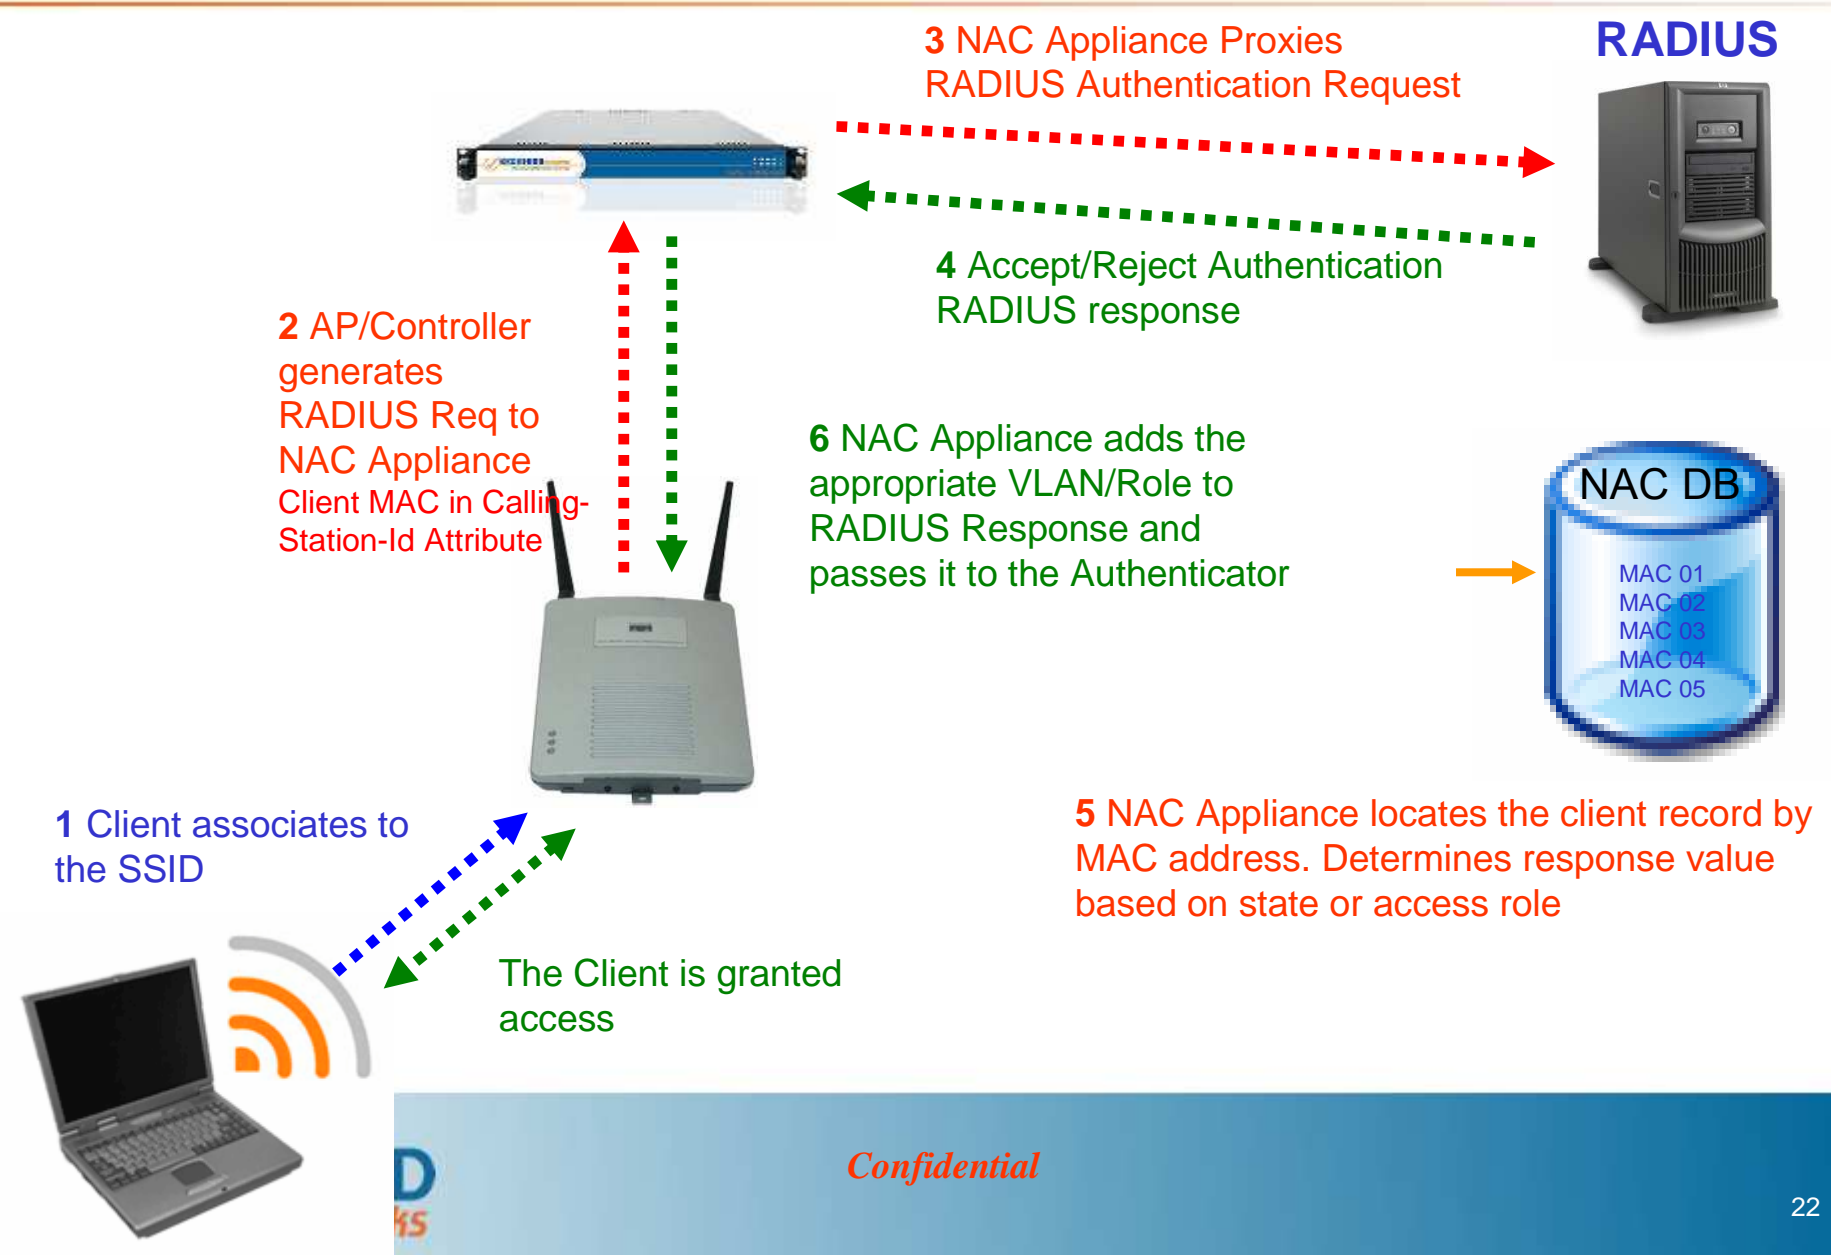 3 NAC Appliance Proxies
RADIUS Authentication Request
RADIUS
4 Accept/Reject Authentication
RADIUS response
2 AP/Controller
generates
RADIUS Req to
NAC Appliance
Client MAC in Calling-
Station-Id Attribute
6 NAC Appliance adds the
appropriate VLAN/Role to
RADIUS Response and
passes it to the Authenticator
NAC DB
MAC 01
MAC 02
MAC 03
MAC 04
MAC 05
1 Client associates to
the SSID
5 NAC Appliance locates the client record by
MAC address. Determines response value
based on state or access role
The Client is granted
access
Confidential
22